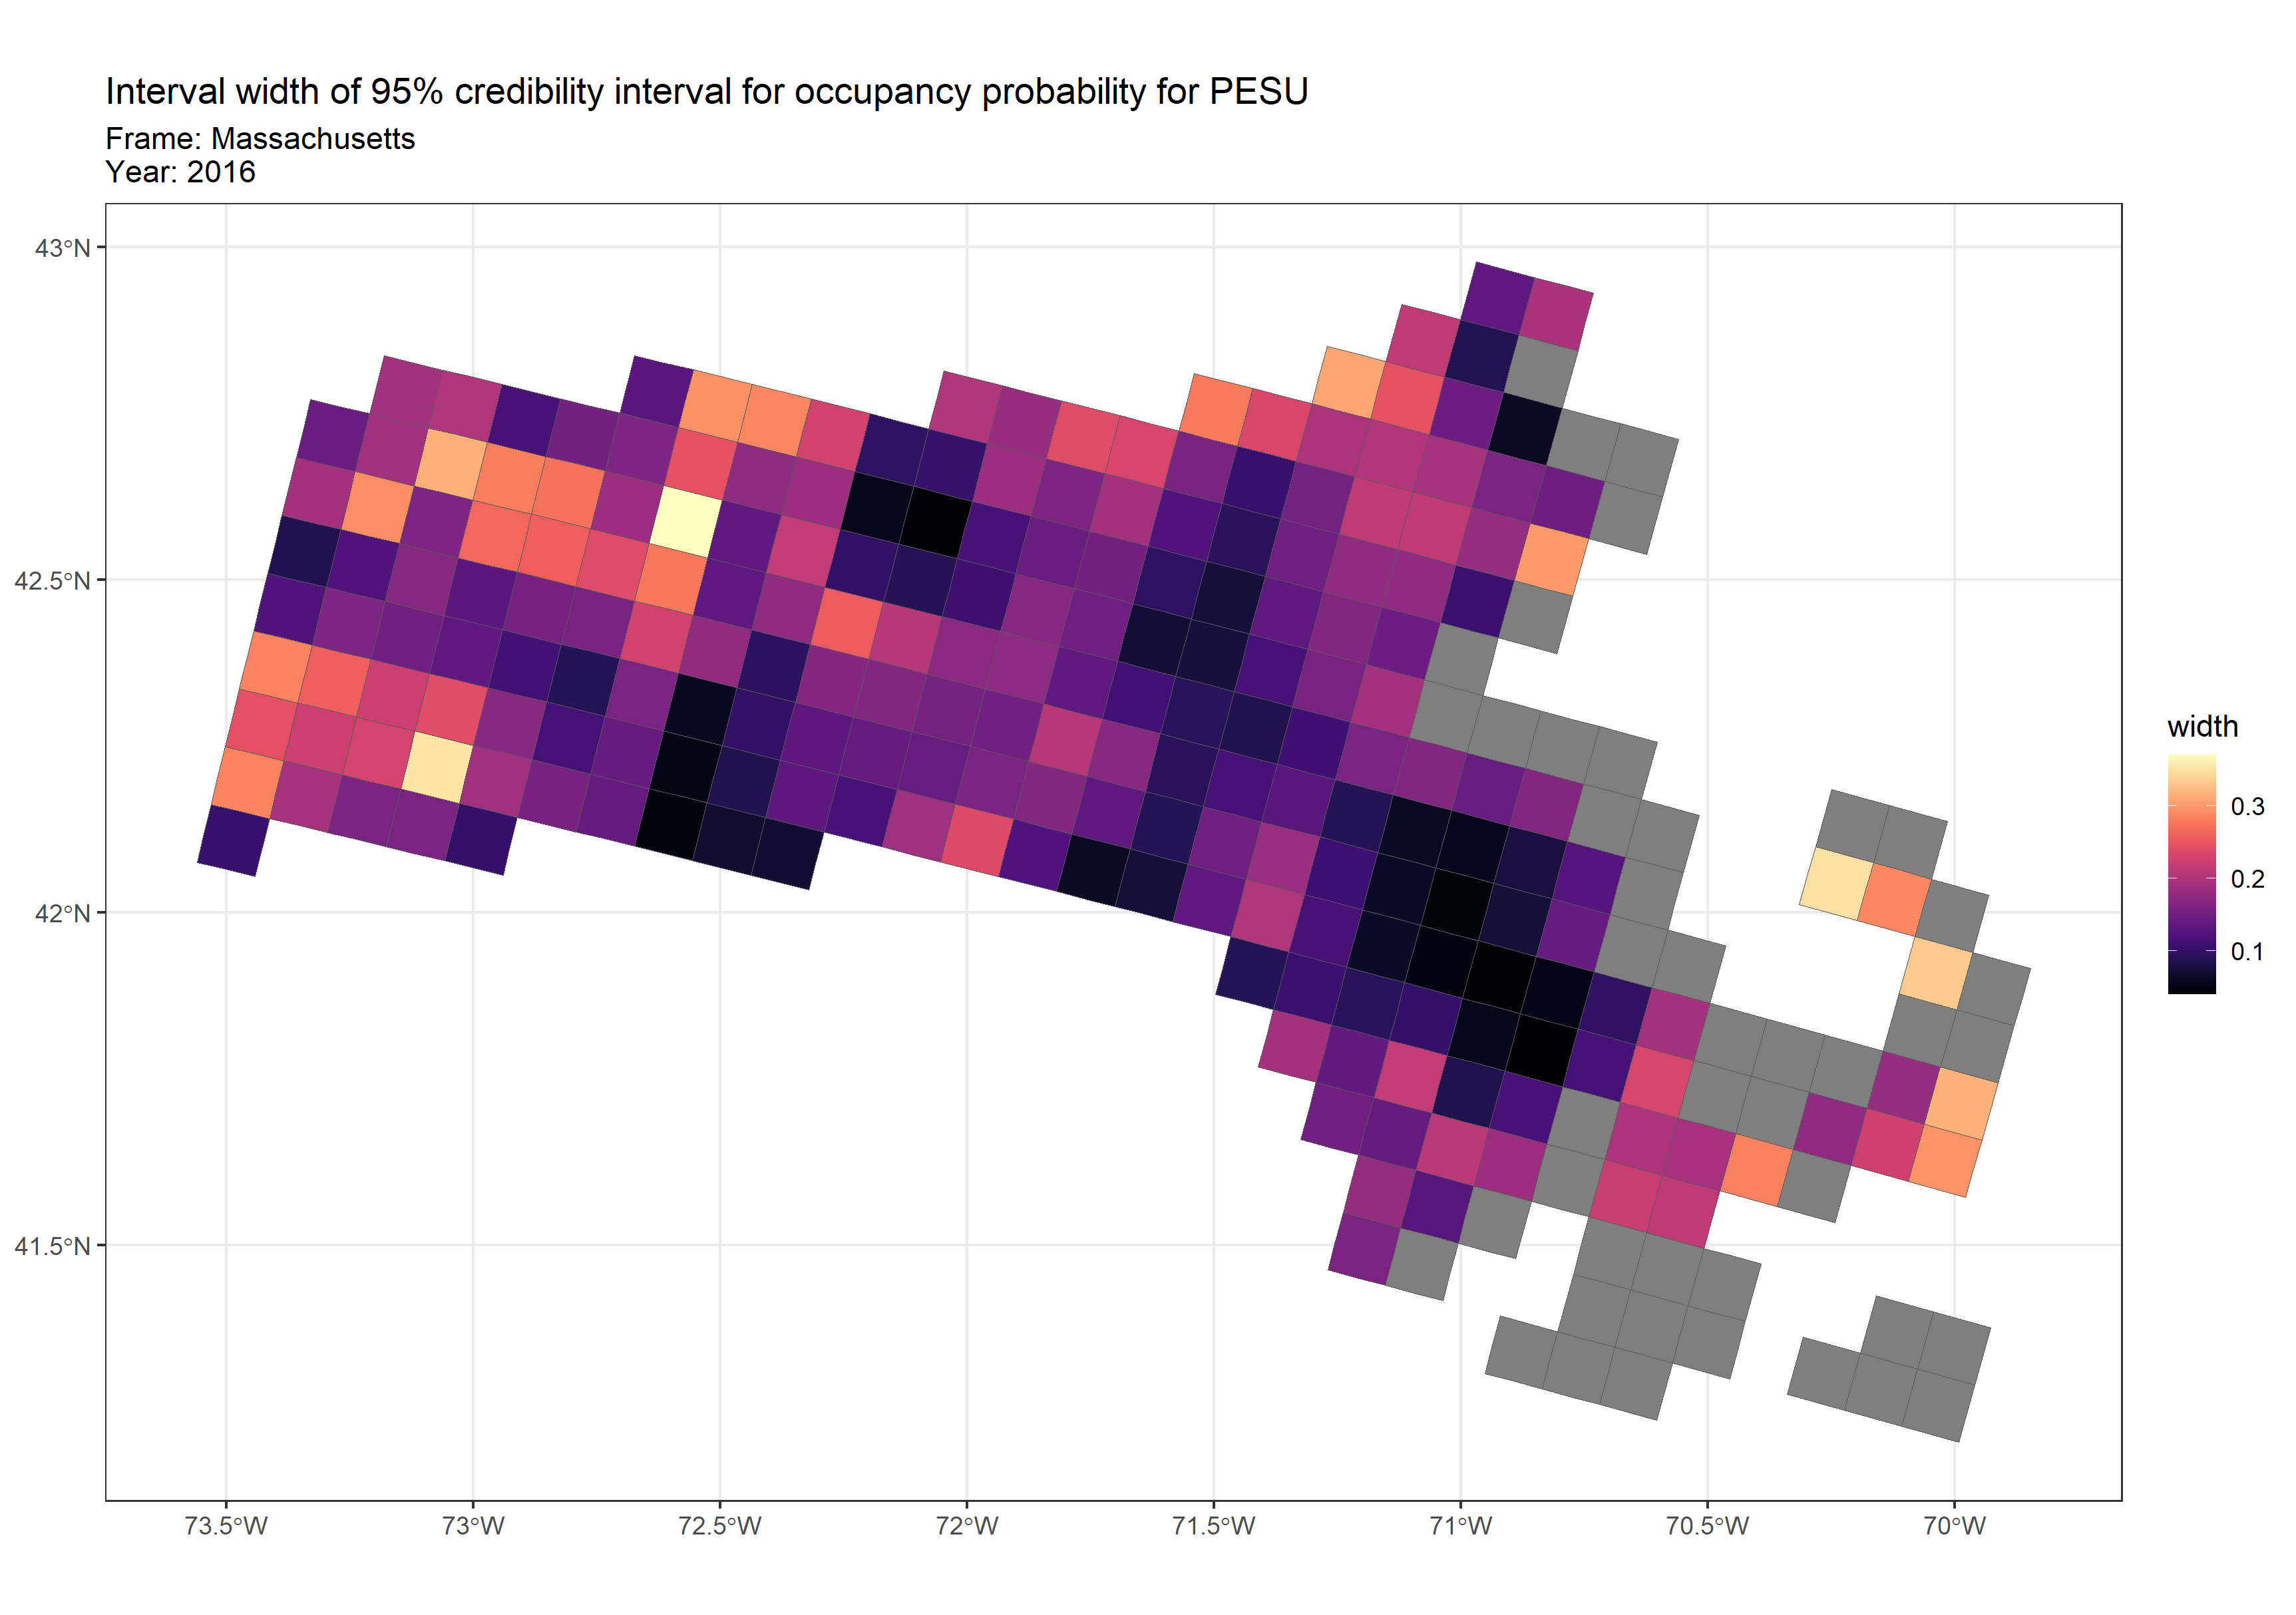 Interval width of 95% credibility interval for occupancy probability for PESU
Frame: Massachusetts
Year: 2016
43°N
42.5°N
42°N
41.5°N
73.5°W
73°W
72.5°W
72°W
71.5°W
71°W
70.5°W
70°W
width
0.3
0.2
0.1